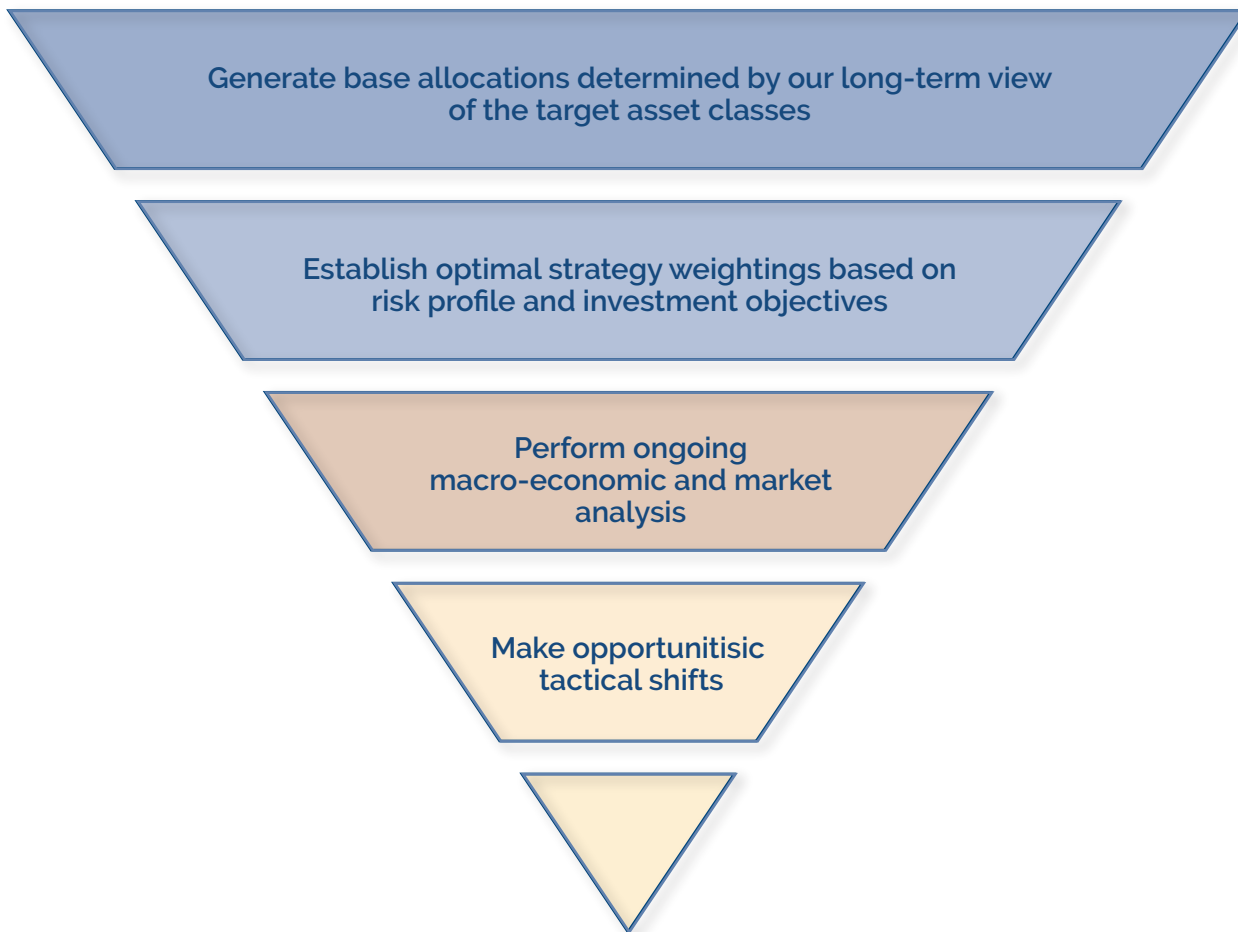 Generate base allocations determined by our long-term view
of the target asset classes
Establish optimal strategy weightings based on
risk profile and investment objectives
Perform ongoing
macro-economic and market
analysis
Make opportunitisic
tactical shifts